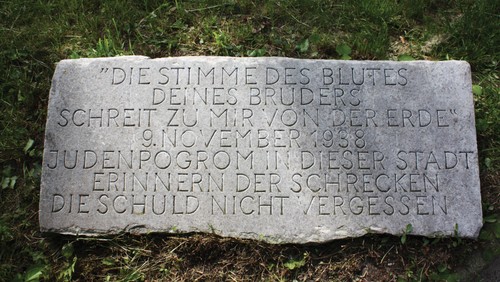 "DIE STIMME DES BLUTES
DEINES BRUDERS
SCHREIT ZU MIR VON DER ERDE"
9. NOVEMBER 1938
JUDENPOGROM IN DIESER STADT
ERINNERN DER SCHRECKEN
DIE SCHULD NICHT VERGESSEN